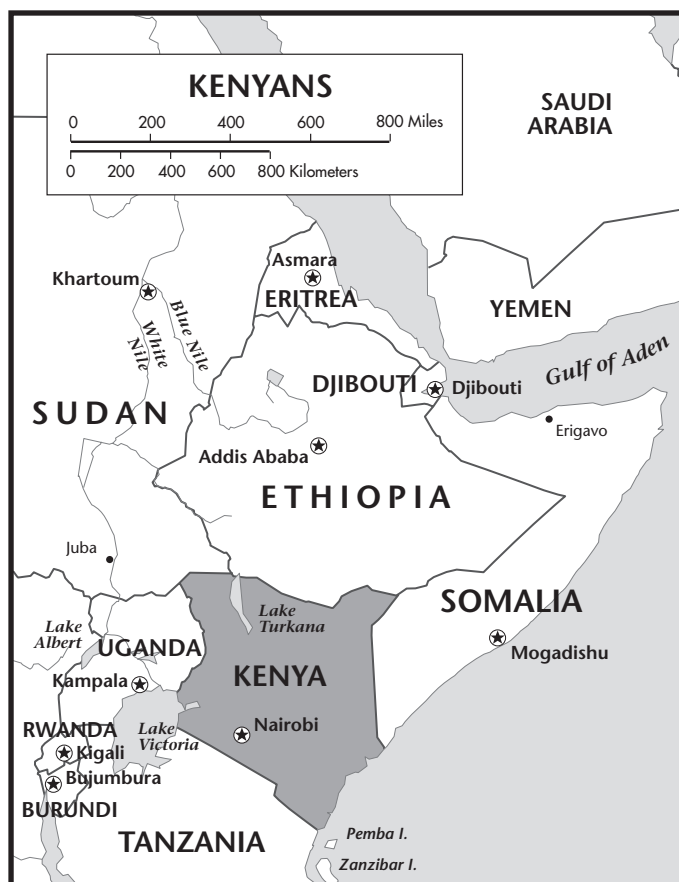 KENYANS
0 200 400 600 800 Miles
0 200 400 600 800 Kilometers
SAUDI
ARABIA
Asmara
ERITREA
Khartoum
YEMEN
Blue Nile
White
Nile
Gulf of Aden
DJIBOUTI
Djibouti
SUDAN
Erigavo
Addis Ababa
ETHIOPIA
Juba
SOMALIA
Lake
Turkana
Lake
Albert
UGANDA
Mogadishu
KENYA
Kampala
RWANDA
Lake
Victoria
Nairobi
Kigali
Bujumbura
BURUNDI
TANZANIA
Pemba I.
Zanzibar I.